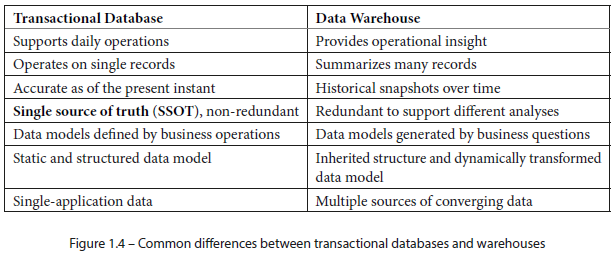 Transactional Database Data Warehouse
Supports daily operations Provides operational insight
Operates on single records Summarizes many records
Accurate as of the present instant Historical snapshots over time
Single source of truth (SSOT), non-redundant Redundant to support different analyses
Data models defined by business operations Data models generated by business questions
Static and structured data model Inherited structure and dynamically transformed
data model
Single-application data Multiple sources of converging data
Figure 1.4 – Common differences between transactional databases and warehouses